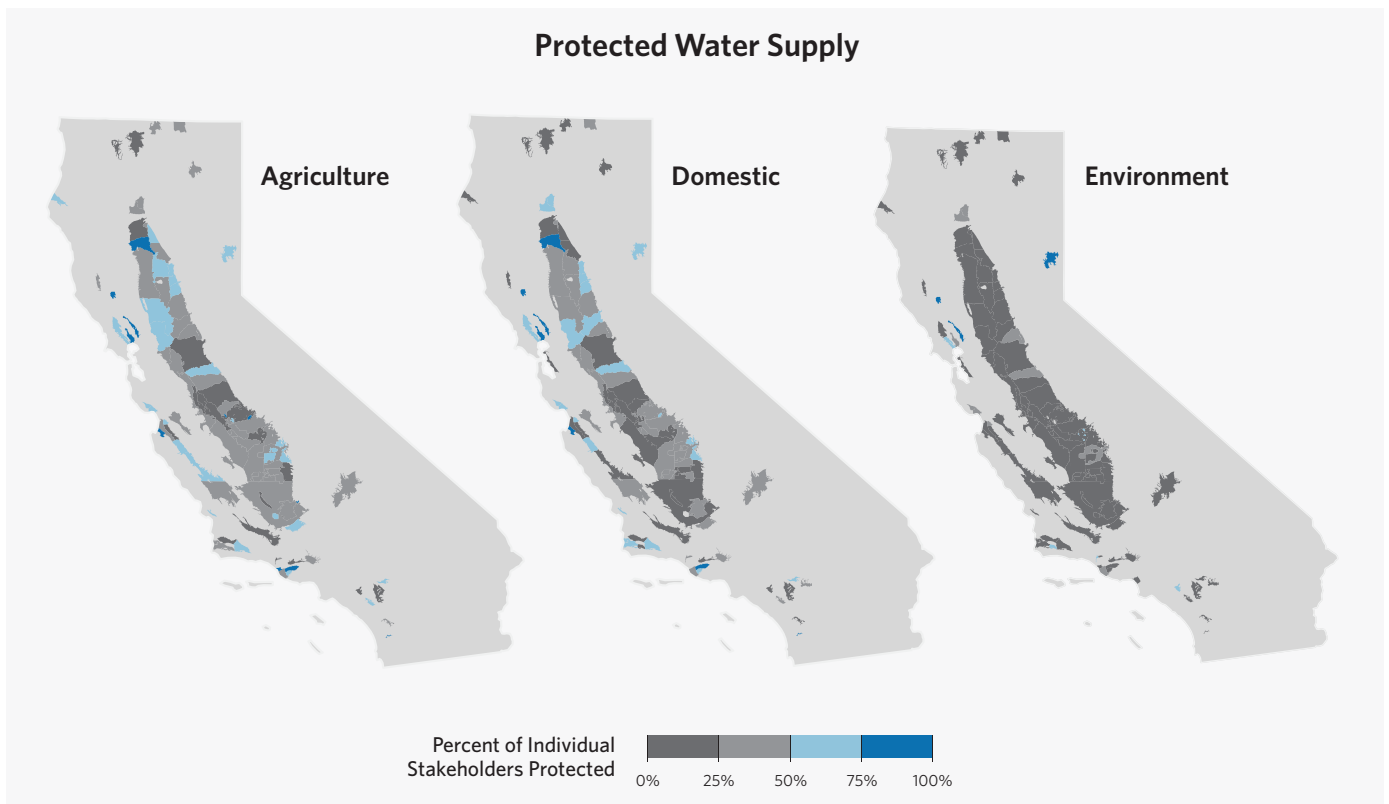 Protected Water Supply
Agriculture
Domestic
Environment
Percent of Individual
Stakeholders Protected
0% 25% 50% 75% 100%